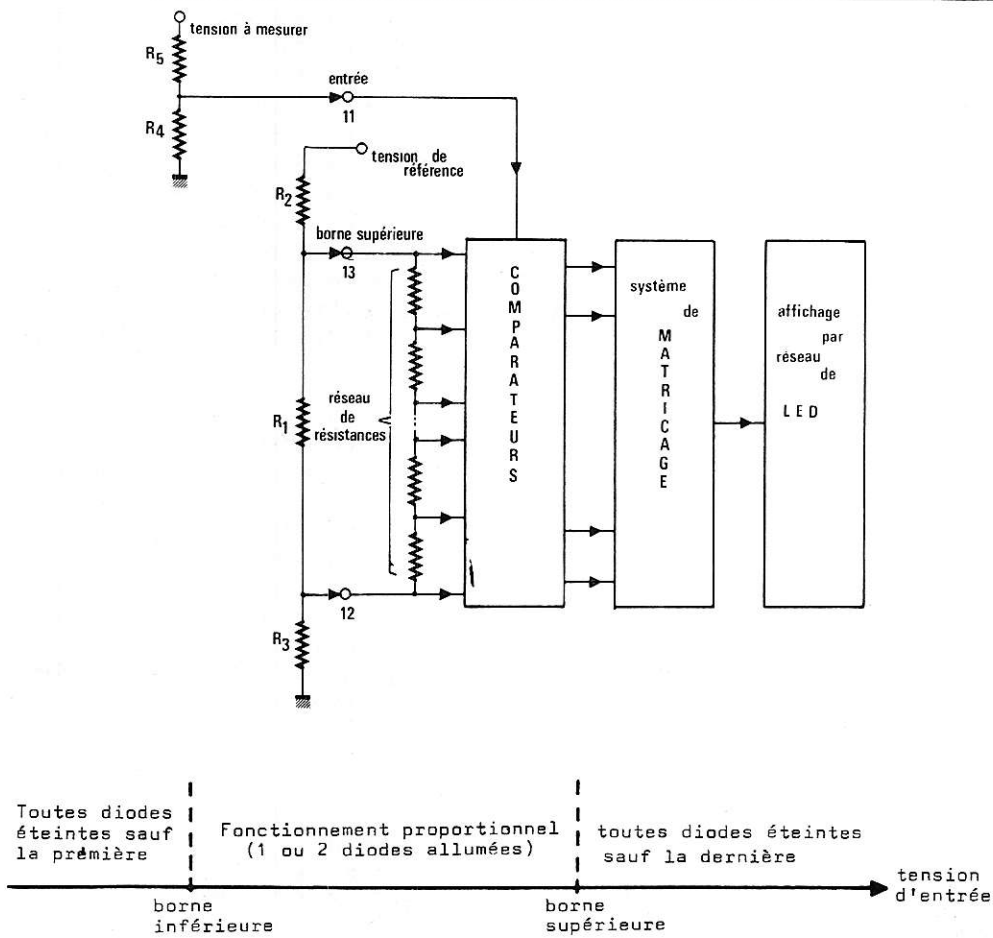 tension à mesurer
R5
entrée
11
R4
tension de
référence
R2
borne supérieure
13
réseau
de
résistances
R1
12
R3
COMPARATEURS
système
de
MATRICAGE
affichage
par
réseau
de
LED
Toutes diodes
éteintes sauf
la prémière
Fonctionnement proportionnel
(1 ou 2 diodes allumées)
toutes diodes éteintes
sauf la dernière
tension
d'entrée
borne
inférieure
borne
supérieure